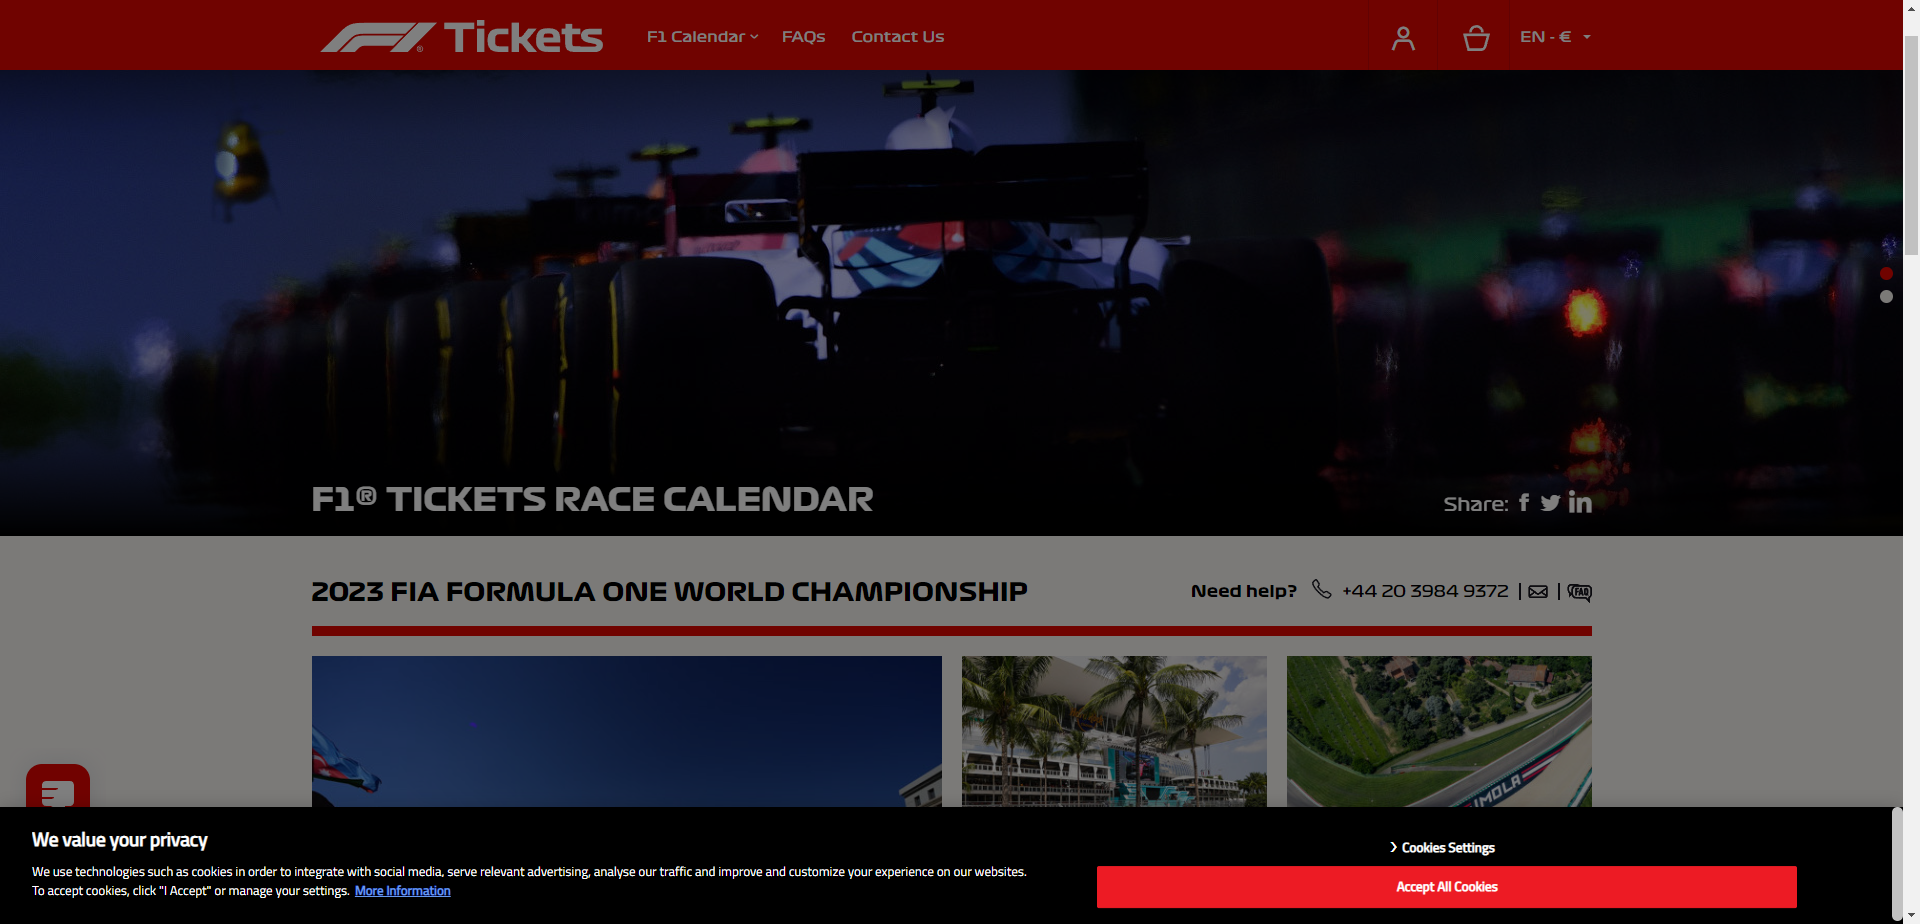 F1® Tickets F1 Calendar FAQs Contact Us EN - €
F1® TICKETS RACE CALENDAR
Share: f in
2023 FIA FORMULA ONE WORLD CHAMPIONSHIP
Need help? +44 20 3984 9372 | | FAQ
IMOLA
We value your privacy
We use technologies such as cookies in order to integrate with social media, serve relevant advertising, analyse our traffic and improve and customize your experience on our websites.
To accept cookies, click "I Accept" or manage your settings. More Information
Cookies Settings
Accept All Cookies